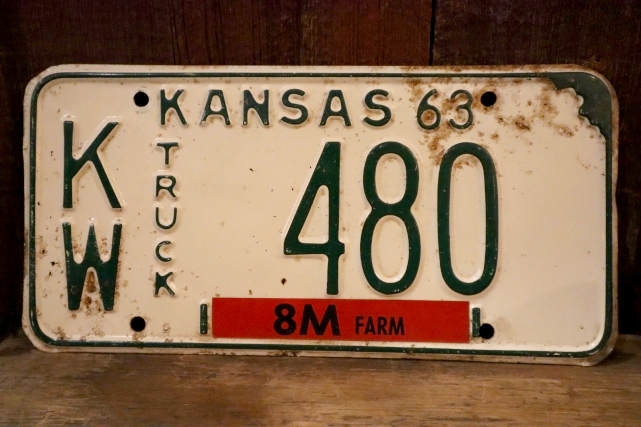 KANSAS 63
KW
TRUCK
480
8M FARM